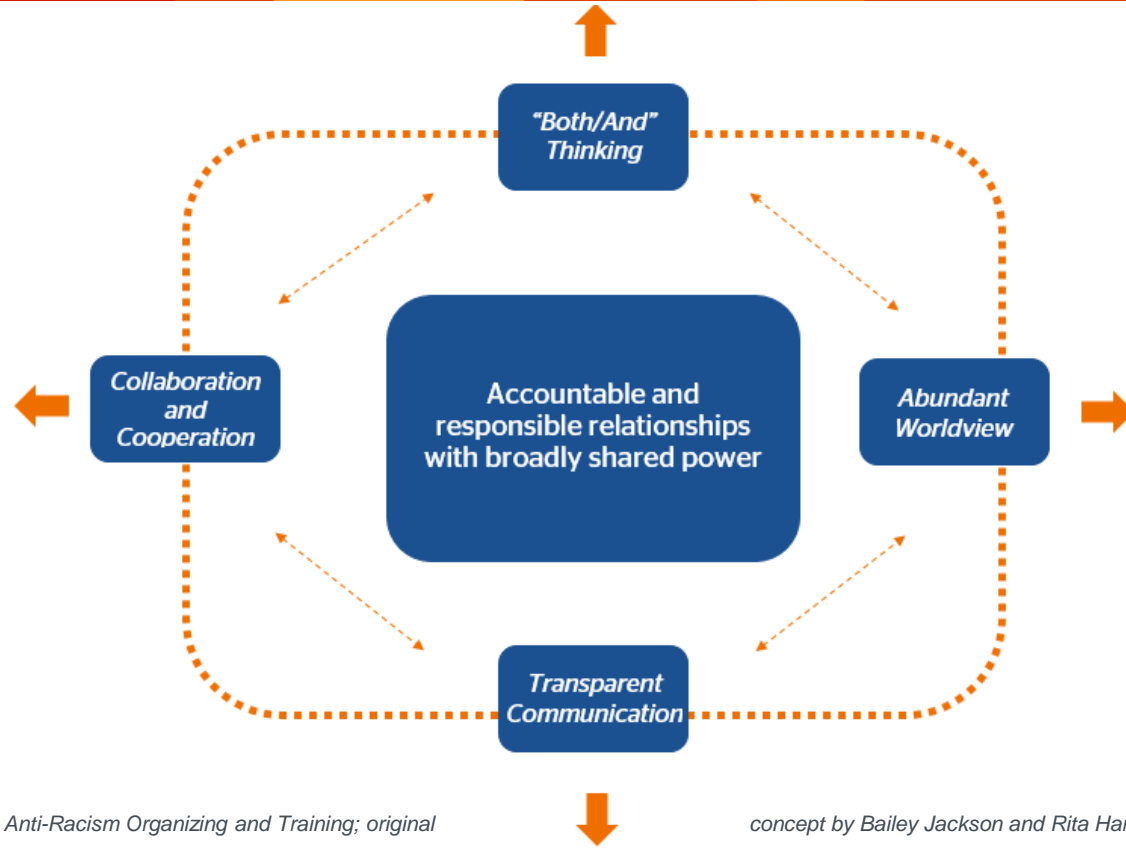 “Both/And”
Thinking
Collaboration
and
Cooperation
Accountable and
responsible relationships
with broadly shared power
Abundant
Worldview
Transparent
Communication
Anti-Racism Organizing and Training; original
concept by Bailey Jackson and Rita